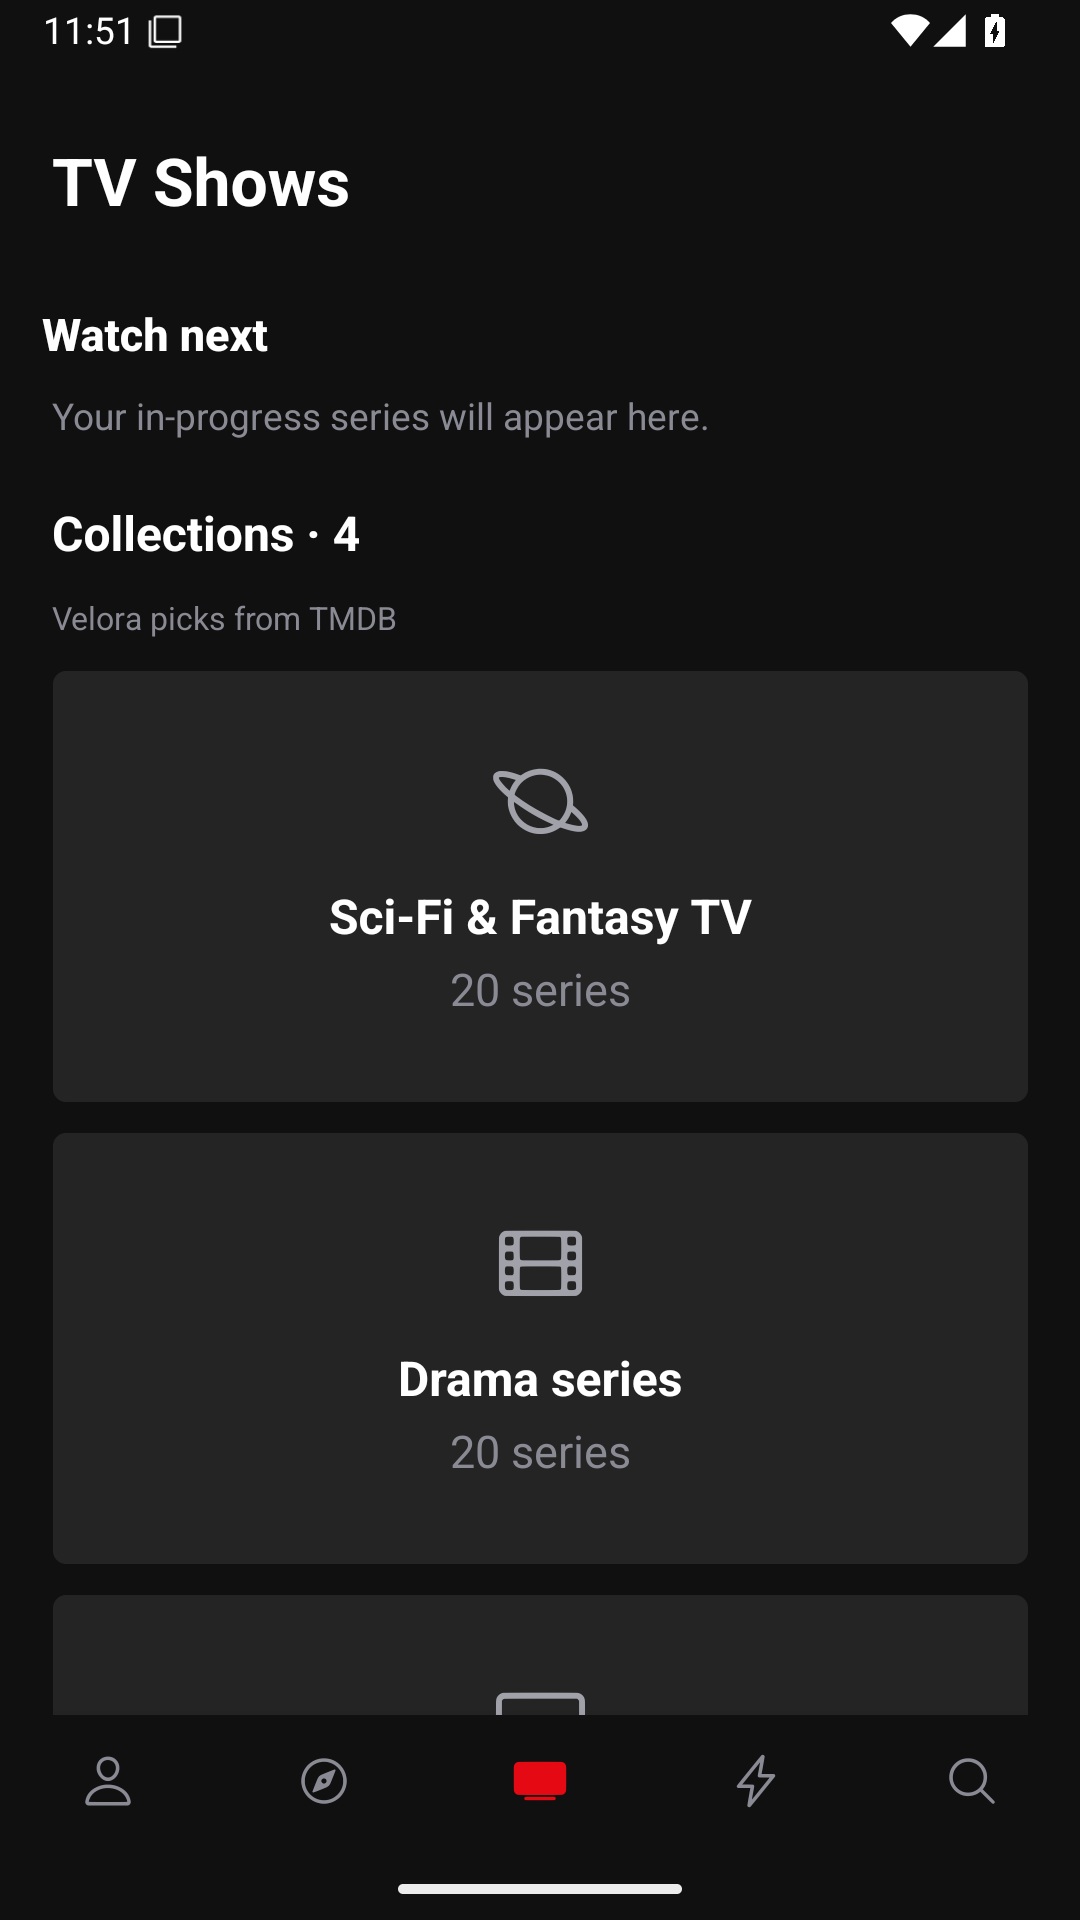 11:51
TV Shows
Watch next
Your in-progress series will appear here.
Collections · 4
Velora picks from TMDB
Sci-Fi & Fantasy TV
20 series
Drama series
20 series